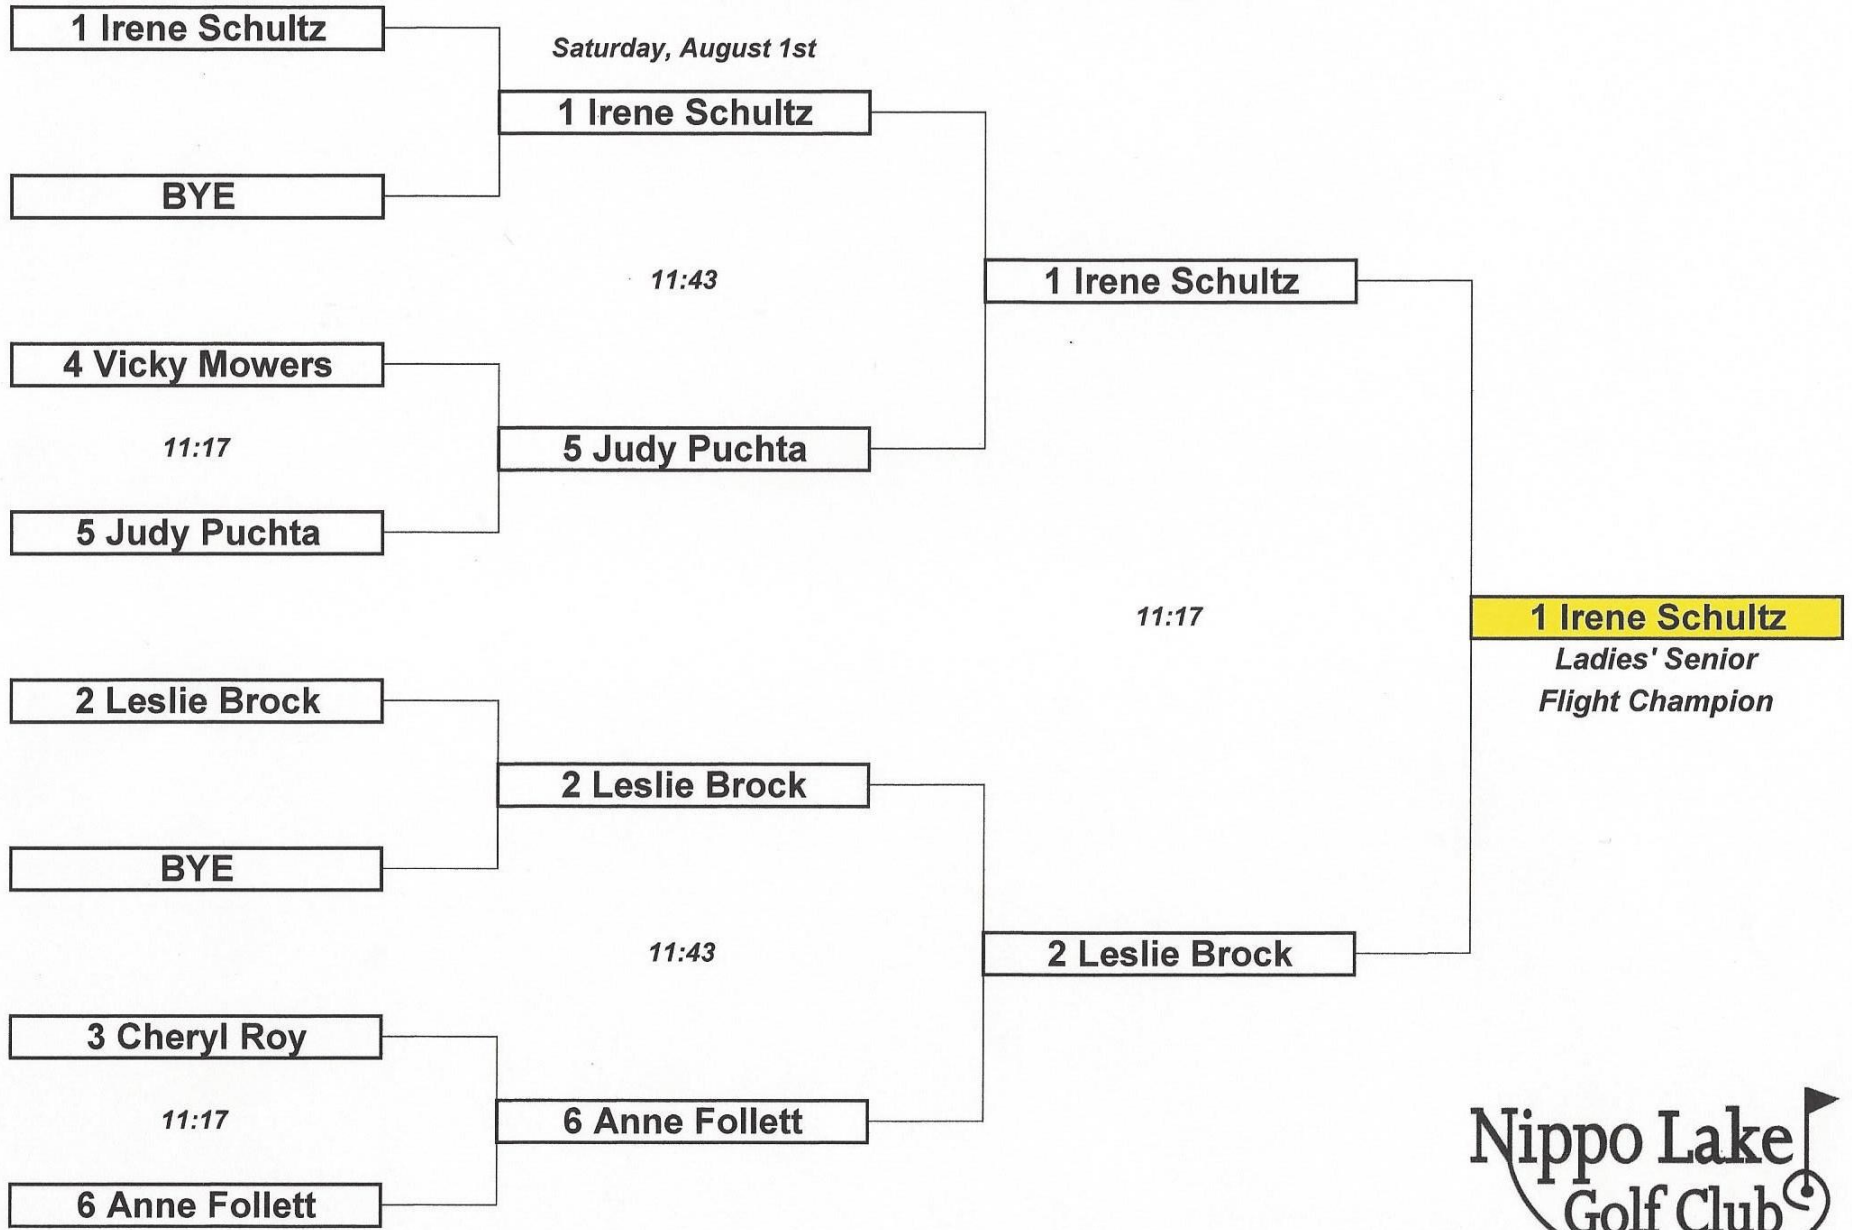 1 Irene Schultz
BYE
4 Vicky Mowers
11:17
5 Judy Puchta
2 Leslie Brock
BYE
3 Cheryl Roy
11:17
6 Anne Follett
Saturday, August 1st
1 Irene Schultz
11:43
5 Judy Puchta
2 Leslie Brock
11:43
6 Anne Follett
1 Irene Schultz
11:17
2 Leslie Brock
1 Irene Schultz
Ladies' Senior
Flight Champion
Nippo Lake
Golf Club